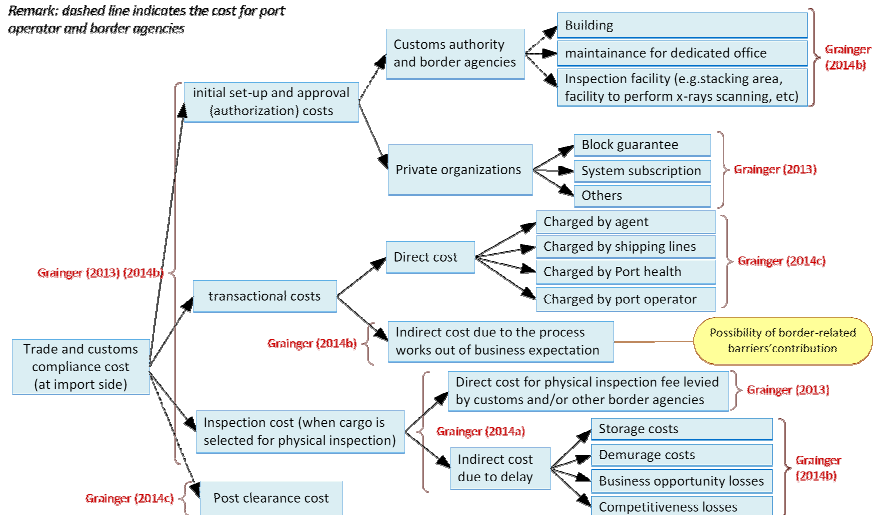 Remark: dashed line indicates the cost for port
operator and border agencies
Customs authority
and border agencies
Building
maintainance for dedicated office
Inspection facility (e.g.stacking area,
facility to perform x-rays scanning, etc)
Grainger
(2014b)
initial set-up and approval
(authorization) costs
Private organizations
Block guarantee
System subscription
Others
Grainger (2013)
Grainger (2013) (2014b)
transactional costs
Direct cost
Charged by agent
Charged by shipping lines
Charged by Port health
Charged by port operator
Grainger (2014c)
Grainger (2014b)
Indirect cost due to the process
works out of business expectation
Possibility of border-related
barriers'contribution
Trade and customs
compliance cost
(at import side)
Inspection cost (when cargo is
selected for physical inspection)
Grainger (2014a)
Direct cost for physical inspection fee levied
by customs and/or other border agencies
Grainger (2013)
Indirect cost
due to delay
Storage costs
Demurage costs
Business opportunity losses
Competitiveness losses
Grainger
(2014b)
Grainger (2014c)
Post clearance cost